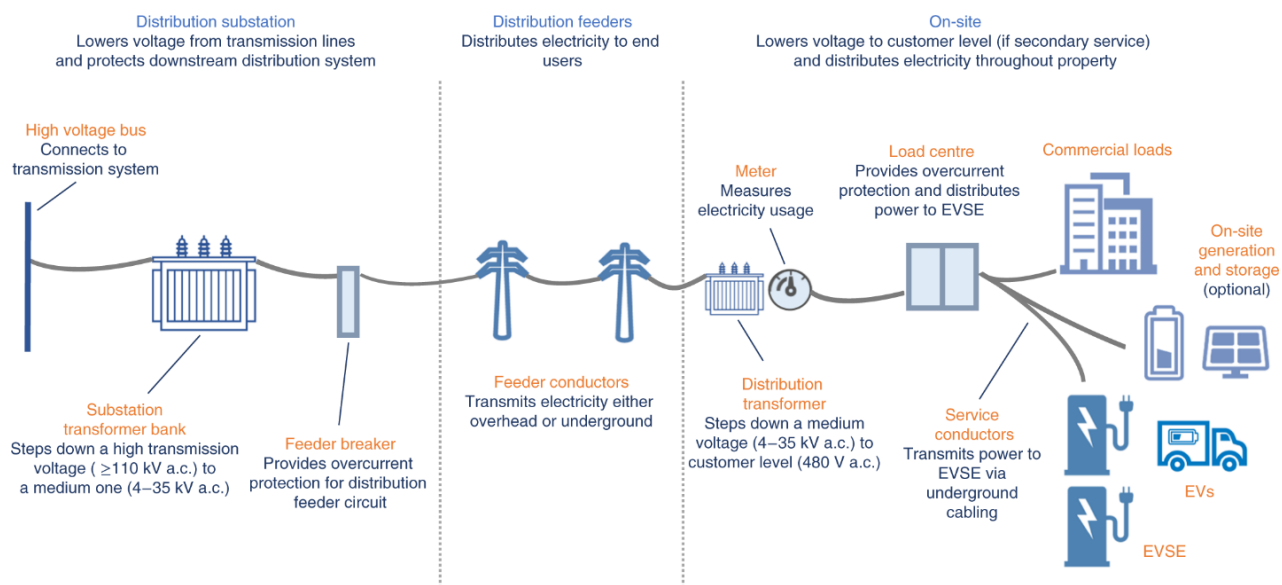 Distribution substation
Lowers voltage from transmission lines
and protects downstream distribution system
Distribution feeders
Distributes electricity to end
users
On-site
Lowers voltage to customer level (if secondary service)
and distributes electricity throughout property
High voltage bus
Connects to
transmission system
Meter
Measures
electricity usage
Load centre
Provides overcurrent
protection and distributes
power to EVSE
Commercial loads
On-site
generation
and storage
(optional)
Substation
transformer bank
Steps down a high transmission
voltage ( ≥110 kV a.c.) to
a medium one (4–35 kV a.c.)
Feeder breaker
Provides overcurrent
protection for distribution
feeder circuit
Feeder conductors
Transmits electricity either
overhead or underground
Distribution
transformer
Steps down a medium
voltage (4–35 kV a.c.) to
customer level (480 V a.c.)
Service
conductors
Transmits power to
EVSE via
underground
cabling
EVs
EVSE